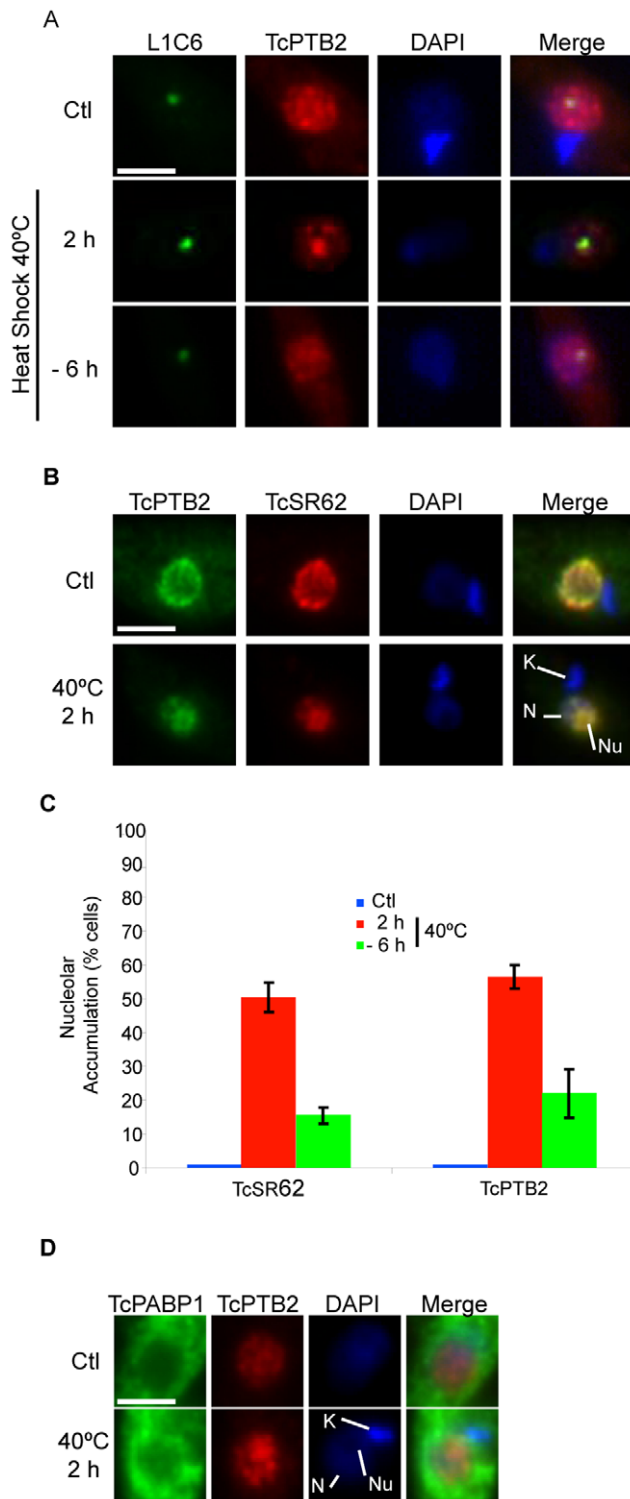 A
L1C6 TcPTB2 DAPI Merge
Ctl
Heat Shock 40ºC
2 h
- 6 h
B
TcPTB2 TcSR62 DAPI Merge
Ctl
40ºC
2 h
K
N
Nu
C
Nucleolar
Accumulation (% cells)
100
90
80
70
60
50
40
30
20
10
0
Ctl
2 h
- 6 h
40ºC
TcSR62 TcPTB2
D
TcPABP1 TcPTB2 DAPI Merge
Ctl
40ºC
2 h
K
N
Nu